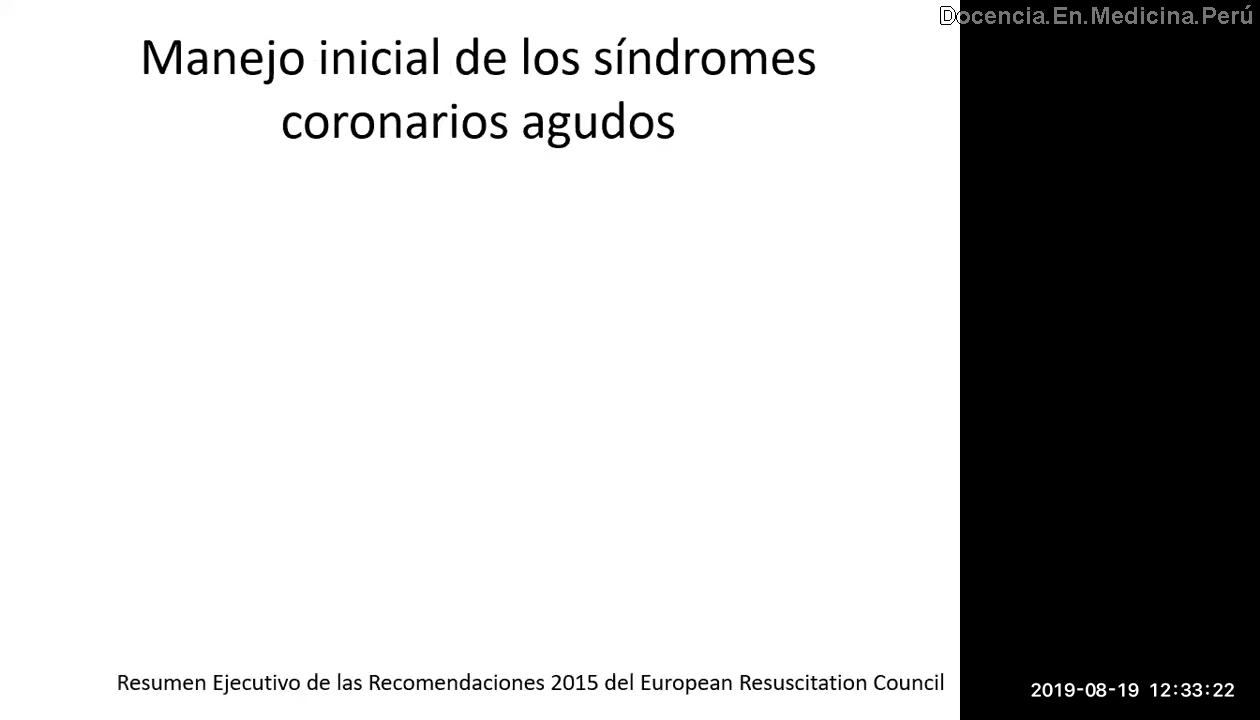 Docencia.En.Medicina.Perú
Manejo inicial de los síndromes
coronarios agudos
Resumen Ejecutivo de las Recomendaciones 2015 del European Resuscitation Council
2019-08-19 12:33:22